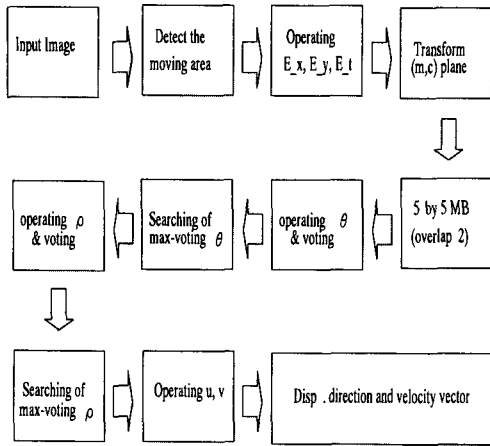 Input Image
Detect the
moving area
Operating
E_x, E_y, E_t
Transform
(m,c) plane
operating ρ
& voting
Searching of
max-voting θ
operating θ
& voting
5 by 5 MB
(overlap 2)
Searching of
max-voting ρ
Operating u, v
Disp . direction and velocity vector